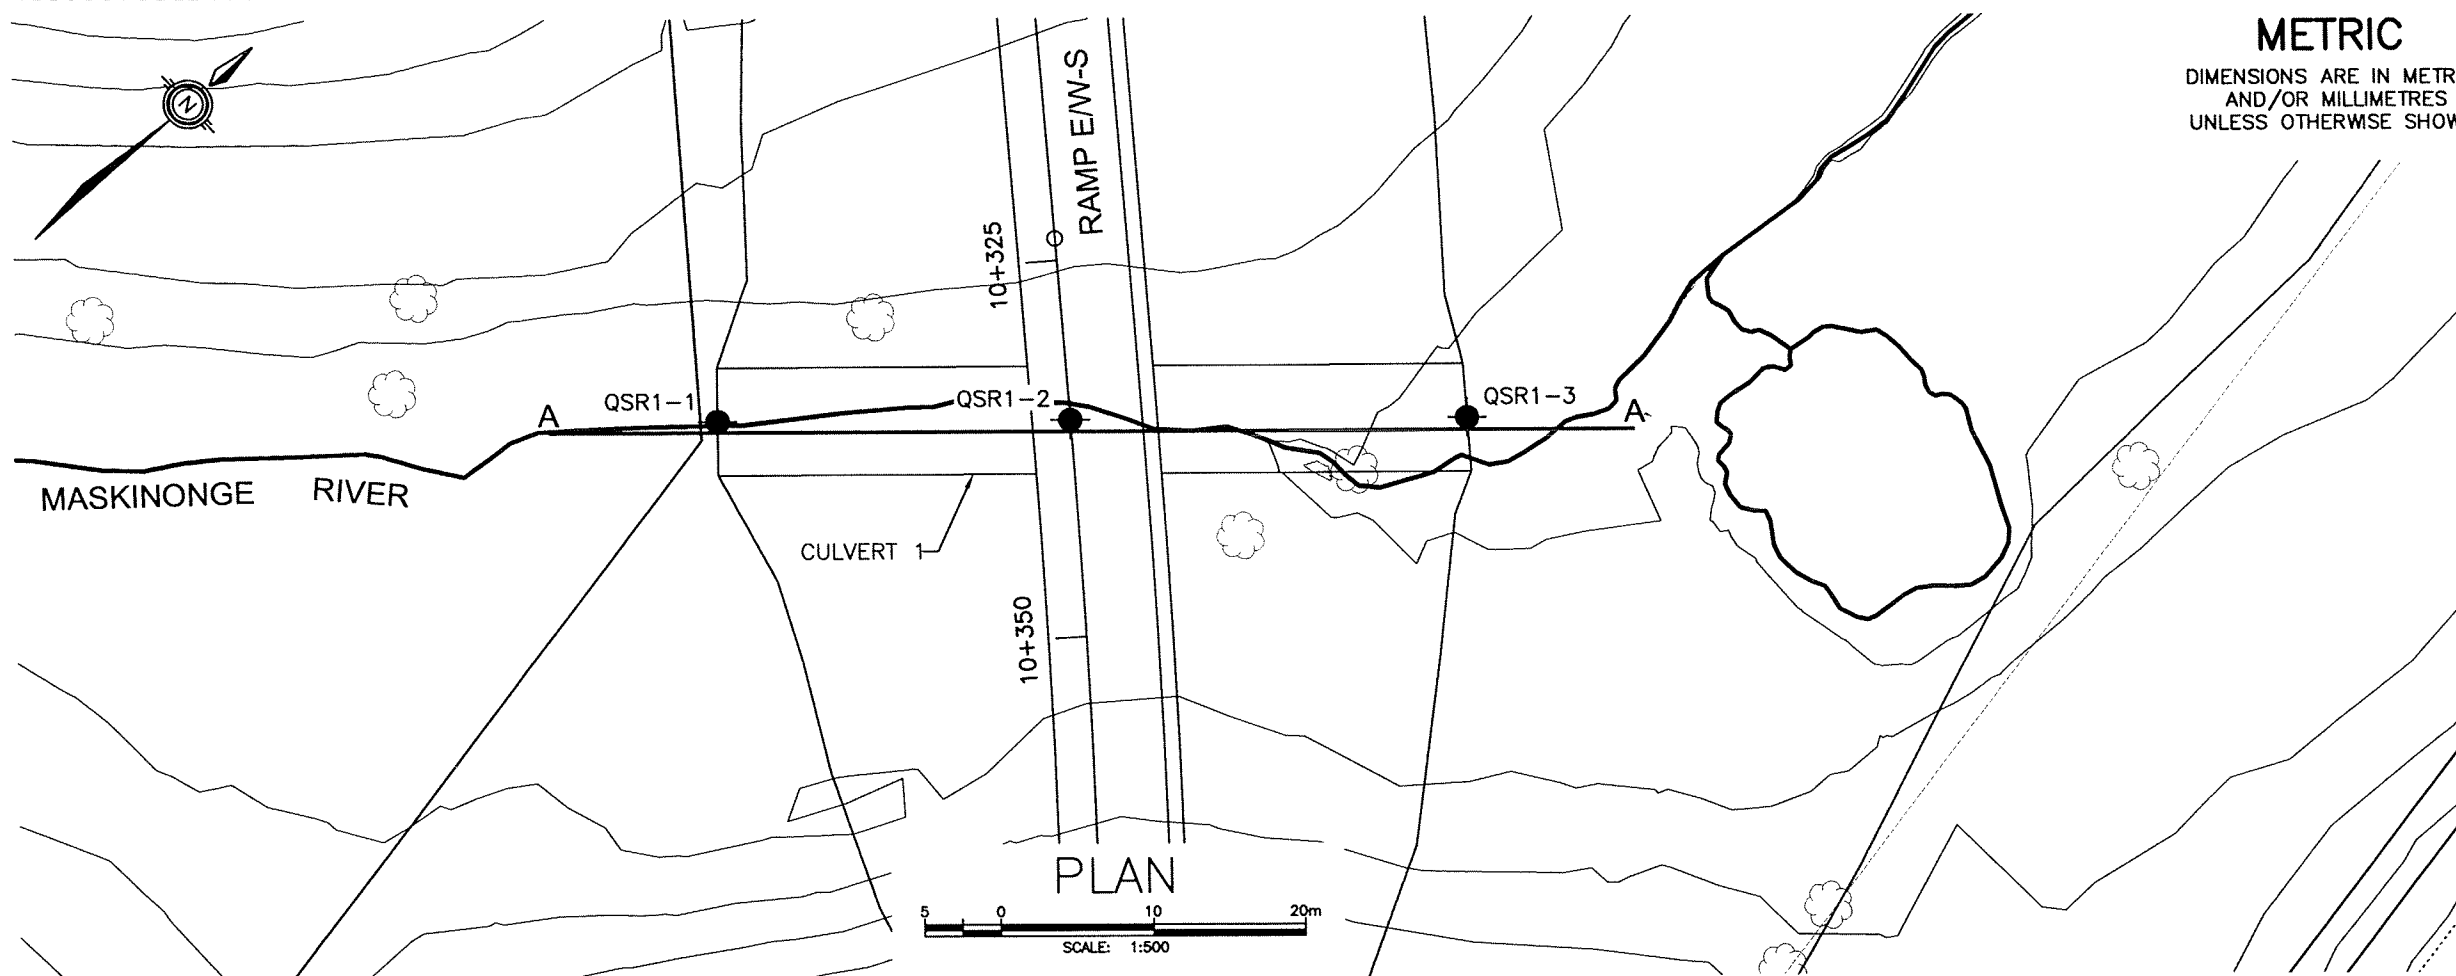 METRIC
DIMENSIONS ARE IN METR
AND/OR MILLIMETRES
UNLESS OTHERWISE SHOW
N
RAMP E/W-S
10+325
QSR1-1
QSR1-2
QSR1-3
A
A
MASKINONGE RIVER
CULVERT 1
10+350
PLAN
5 0 10 20m
SCALE: 1:500